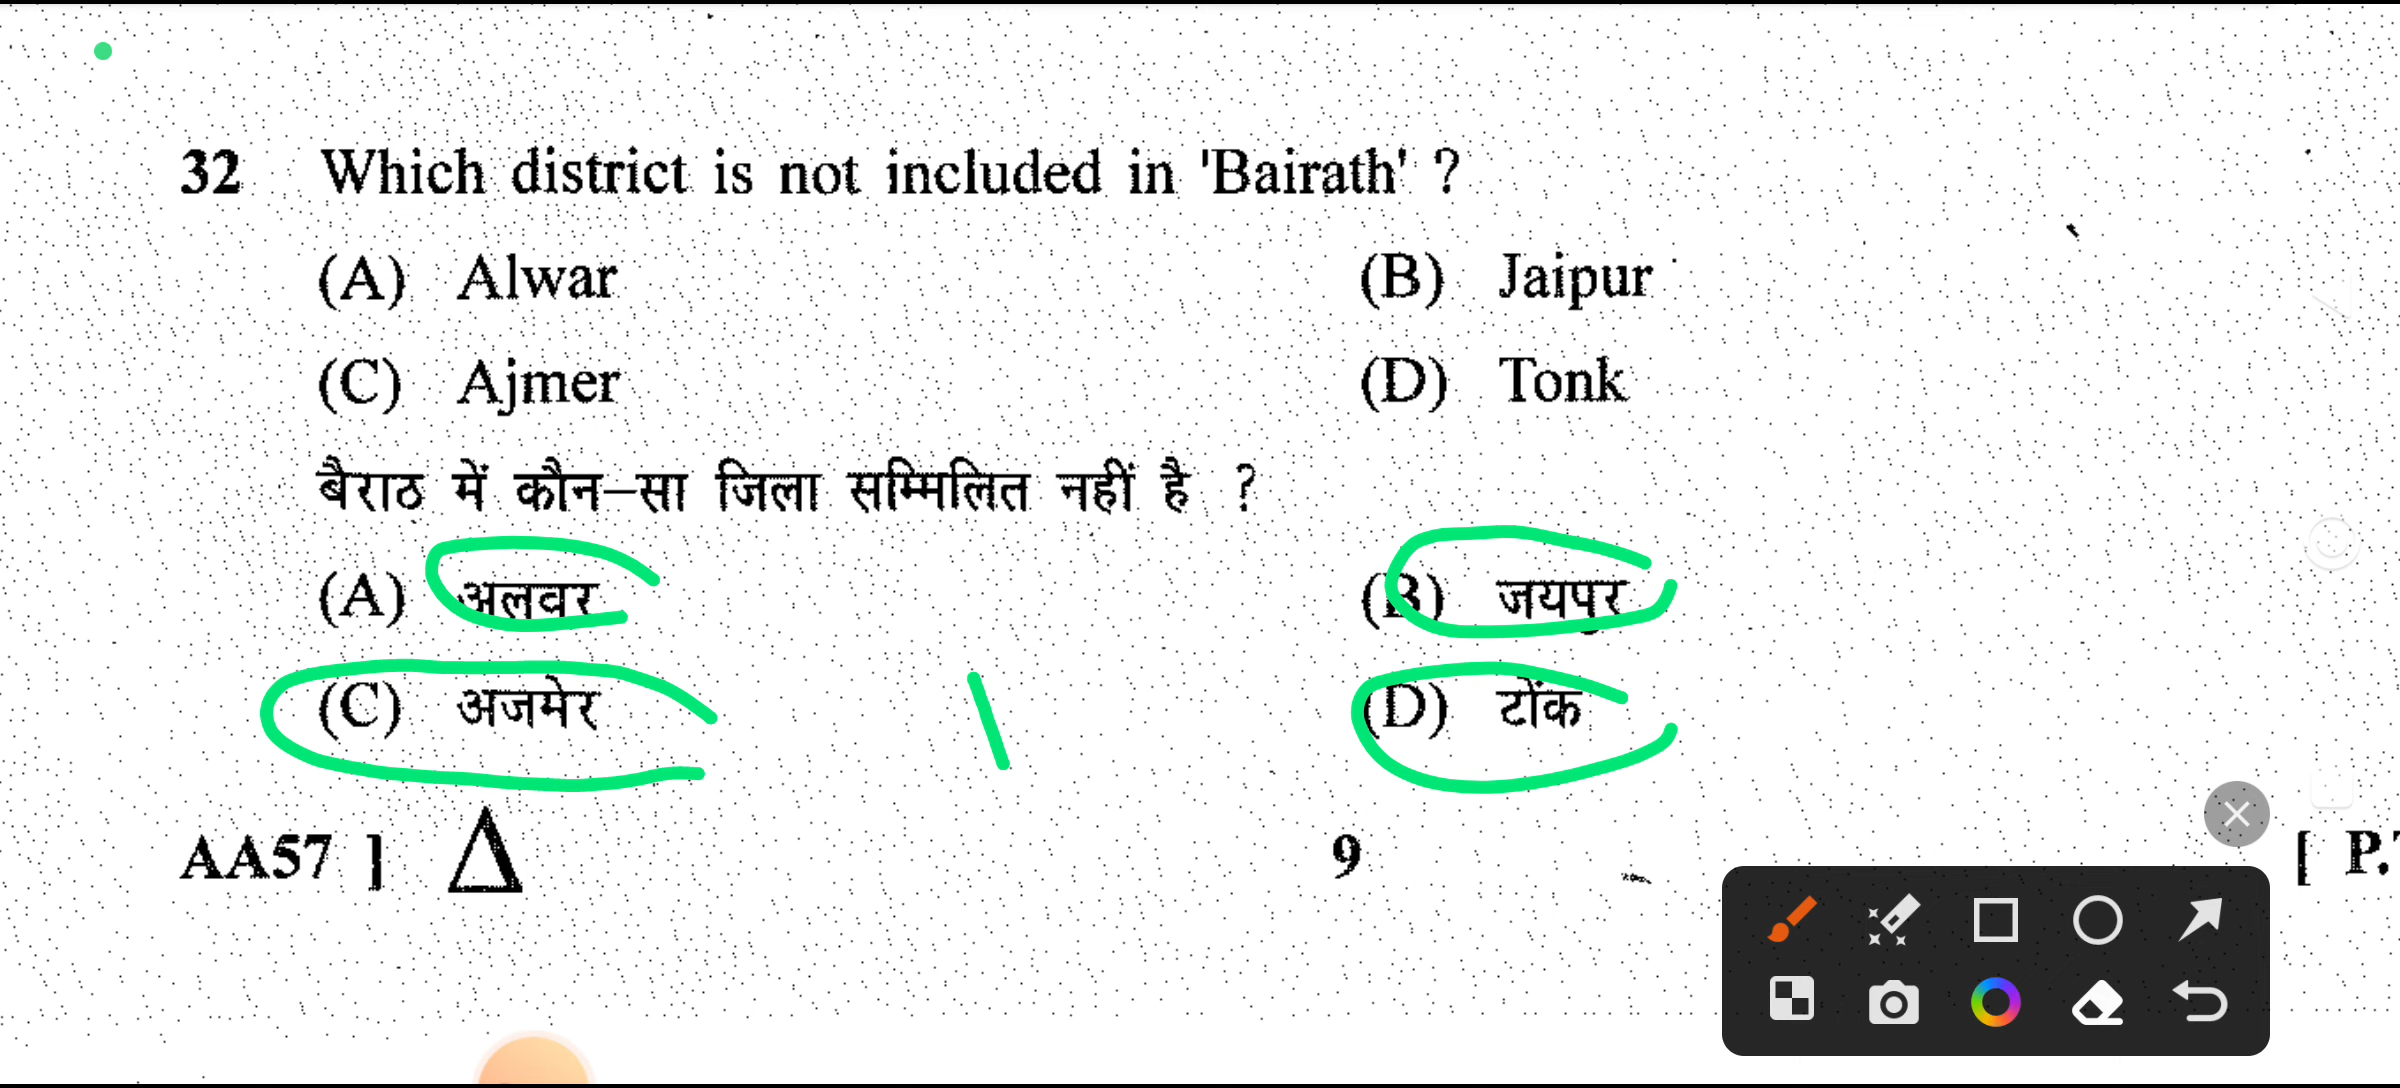 32 Which district is not included in 'Bairath' ?
(A) Alwar (B) Jaipur
(C) Ajmer (D) Tonk
बैराठ में कौन–सा जिला सम्मिलित नहीं है ?
(A) अलवर (B) जयपुर
(C) अजमेर (D) टोंक
AA57 ] Δ 9 [ P.